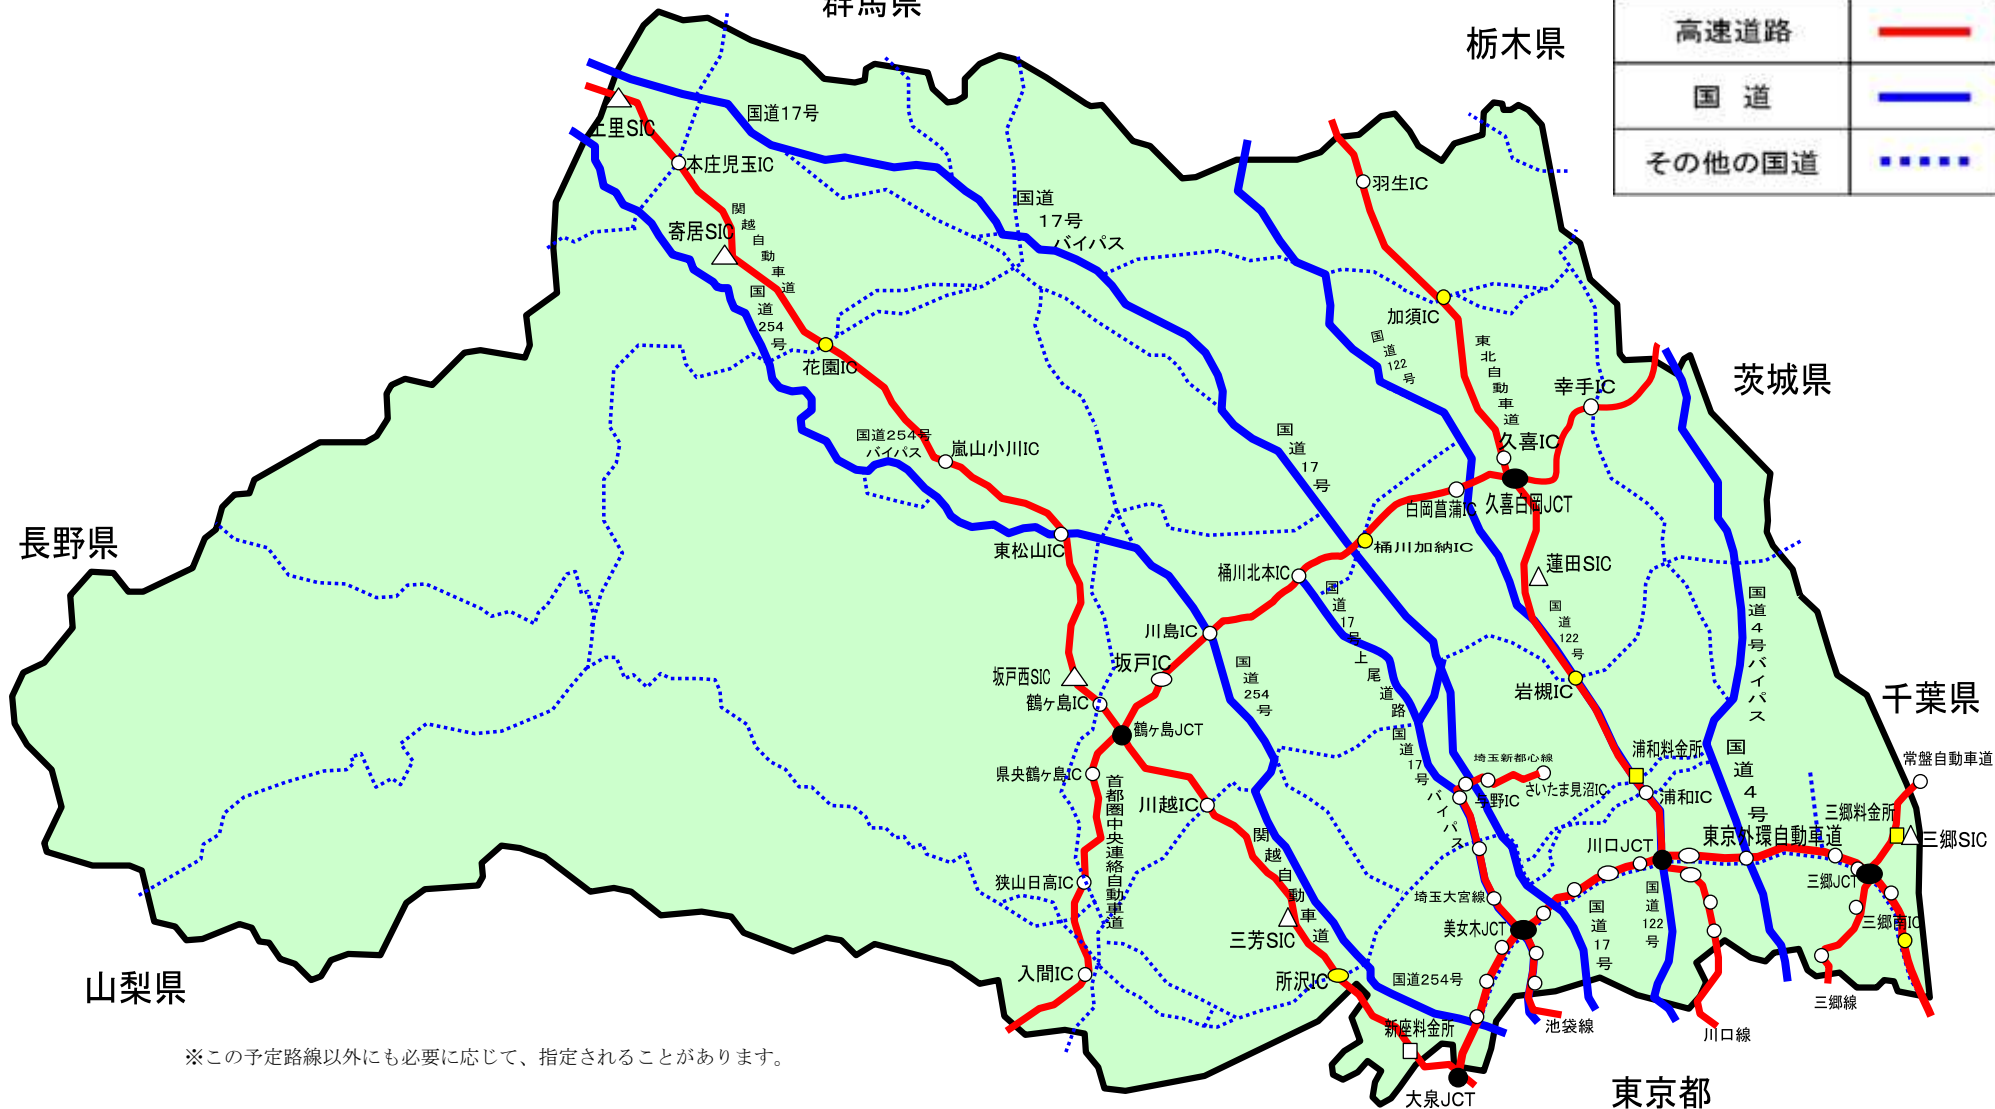 群馬県
栃木県
高速道路
国 道
その他の国道
国道17号
上里SIC
本庄児玉IC
羽生IC
国道
17号
バイパス
寄居SIC
関越自動車道
国道254号
加須IC
国道122号
東北自動車道
花園IC
茨城県
幸手IC
久喜IC
国道254号
バイパス
嵐山小川IC
国道17号
白岡菖蒲IC
久喜白岡JCT
長野県
東松山IC
桶川加納IC
蓮田SIC
桶川北本IC
国道17号上尾道路
国道122号
国道4号バイパス
川島IC
坂戸IC
坂戸西SIC
国道254号
岩槻IC
千葉県
鶴ヶ島IC
鶴ヶ島JCT
国道17号バイパス
浦和料金所
国道4号
常盤自動車道
埼玉新都心線
県央鶴ヶ島IC
首都圏中央連絡自動車道
さいたま見沼IC
与野IC
浦和IC
川越IC
三郷料金所
東京外環自動車道
三郷SIC
川口JCT
関越自動車道
狭山日高IC
三郷JCT
埼玉大宮線
国道17号
国道122号
美女木JCT
三郷南IC
三芳SIC
入間IC
所沢IC
国道254号
山梨県
三郷線
新座料金所
池袋線
川口線
※この予定路線以外にも必要に応じて、指定されることがあります。
大泉JCT
東京都